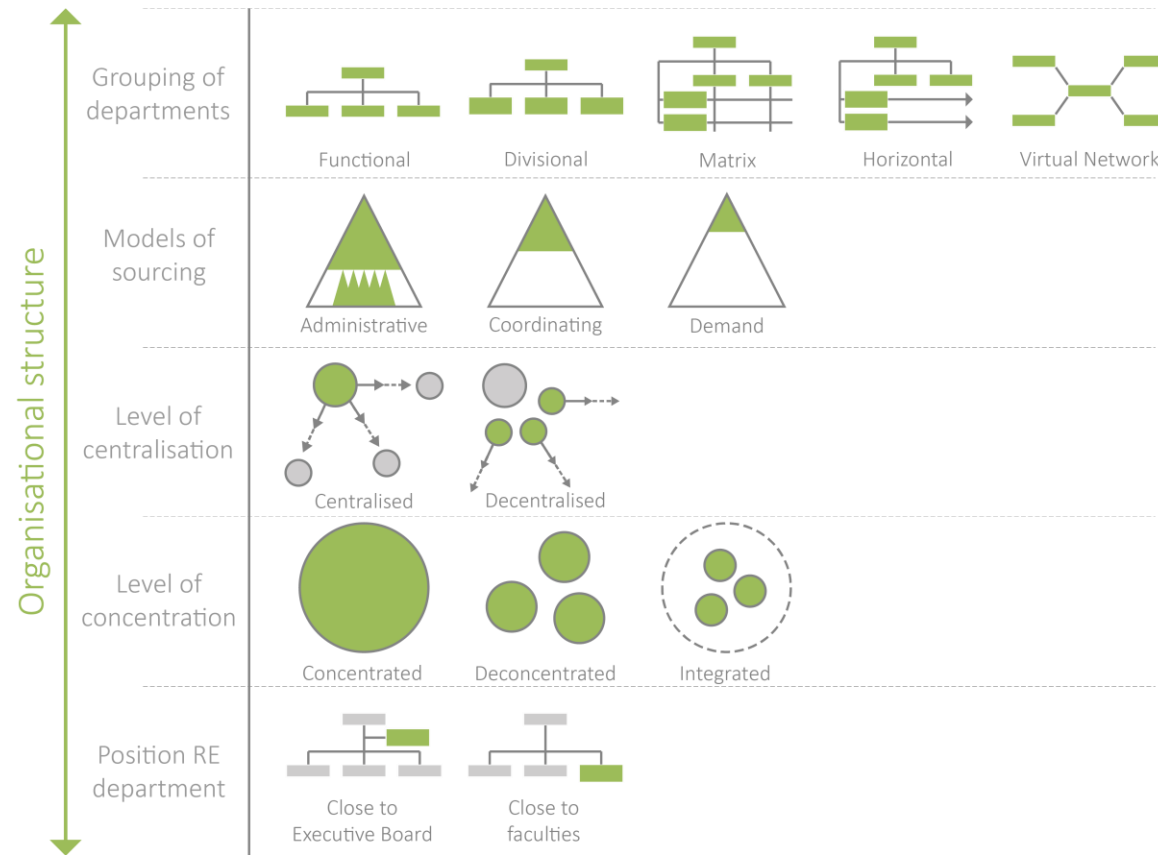 Organisational structure
Grouping of
departments
Functional
Divisional
Matrix
Horizontal
Virtual Network
Models of
sourcing
Administrative
Coordinating
Demand
Level of
centralisation
Centralised
Decentralised
Level of
concentration
Concentrated
Deconcentrated
Integrated
Position RE
department
Close to
Executive Board
Close to
faculties